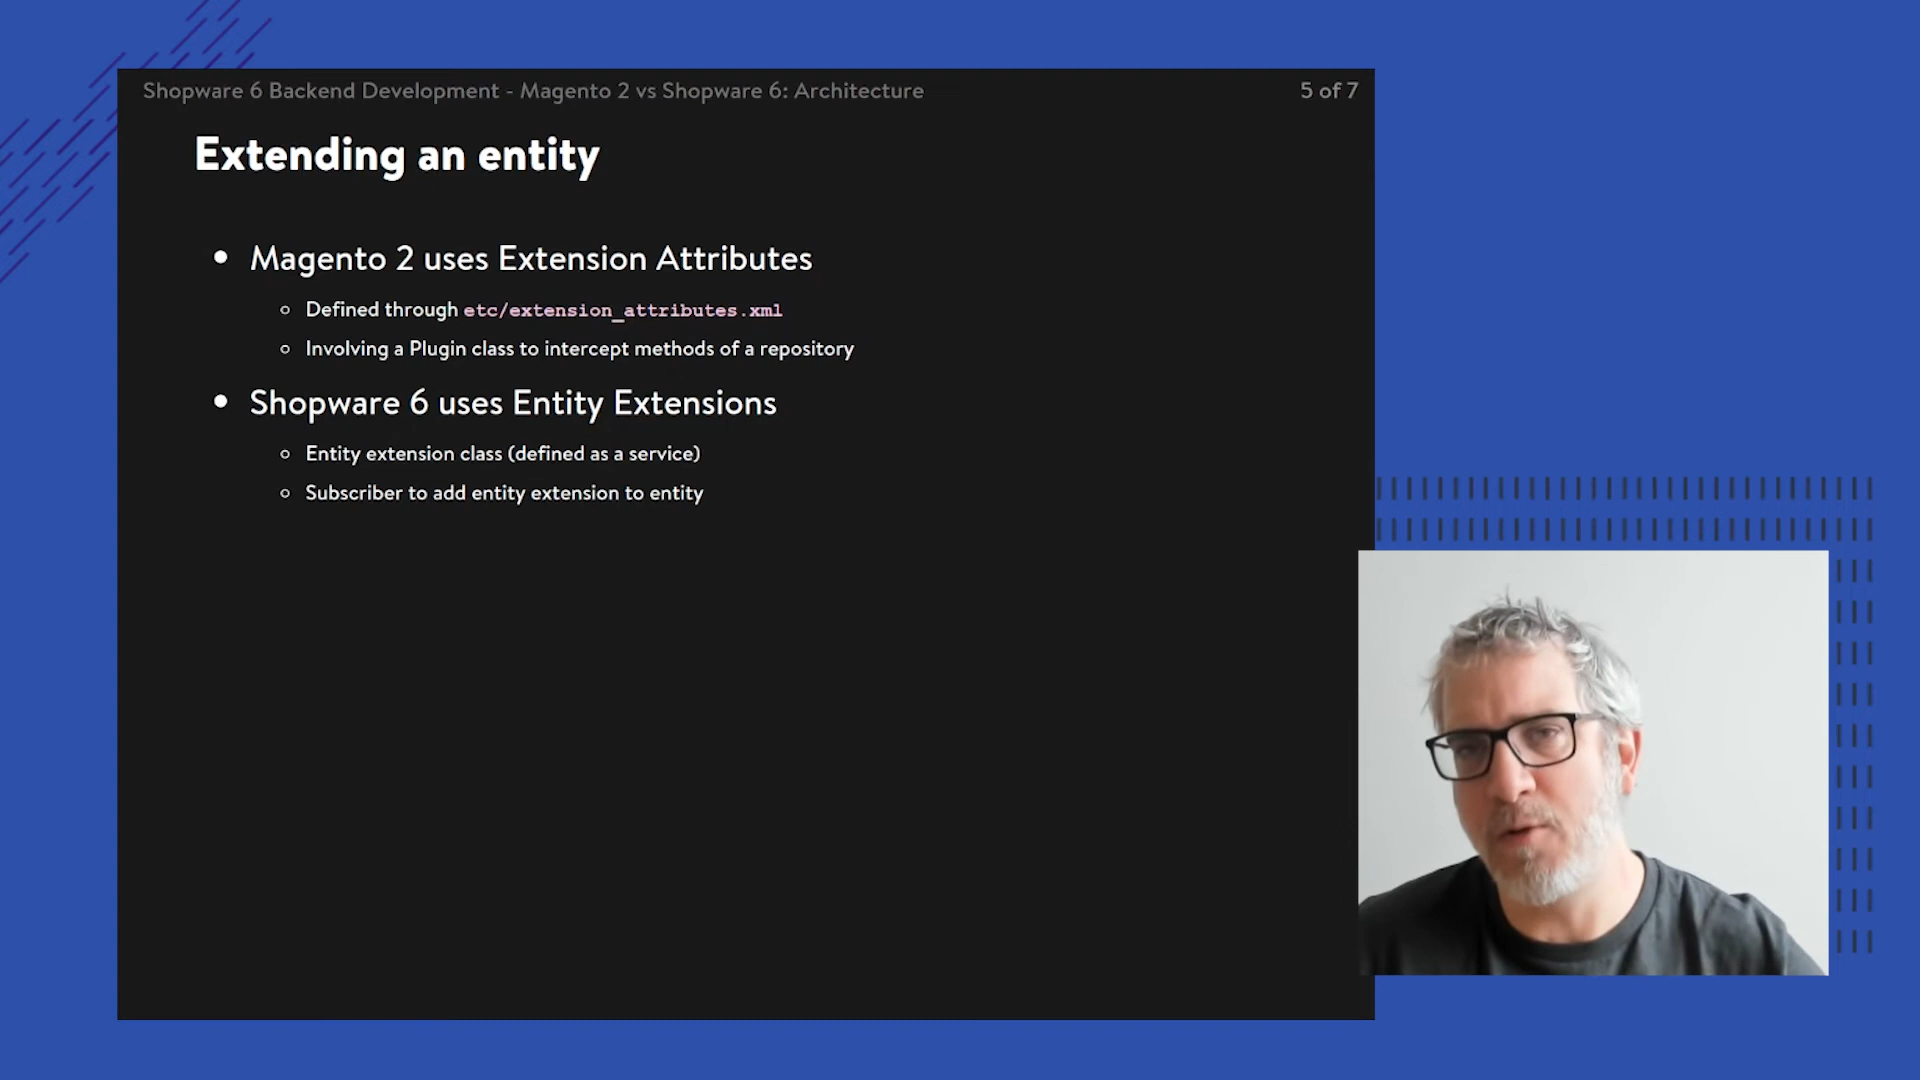 Shopware 6 Backend Development - Magento 2 vs Shopware 6: Architecture
5 of 7
Extending an entity
Magento 2 uses Extension Attributes
Defined through etc/extension_attributes.xml
Involving a Plugin class to intercept methods of a repository
Shopware 6 uses Entity Extensions
Entity extension class (defined as a service)
Subscriber to add entity extension to entity